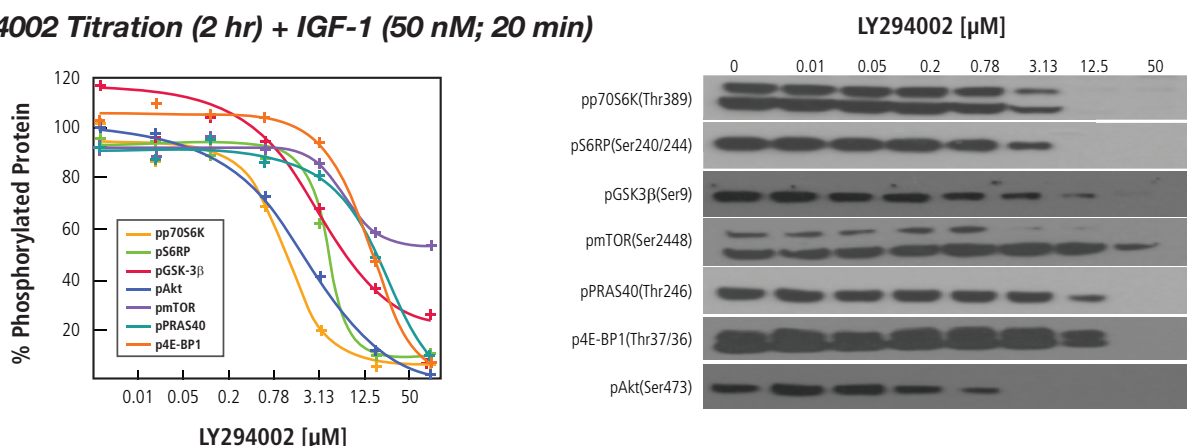 4002 Titration (2 hr) + IGF-1 (50 nM; 20 min)
% Phosphorylated Protein
120
100
80
60
40
20
pp70S6K
pS6RP
pGSK-3β
pAkt
pmTOR
pPRAS40
p4E-BP1
0.01 0.05 0.2 0.78 3.13 12.5 50
LY294002 [µM]
LY294002 [µM]
0 0.01 0.05 0.2 0.78 3.13 12.5 50
pp70S6K(Thr389)
pS6RP(Ser240/244)
pGSK3β(Ser9)
pmTOR(Ser2448)
pPRAS40(Thr246)
p4E-BP1(Thr37/36)
pAkt(Ser473)